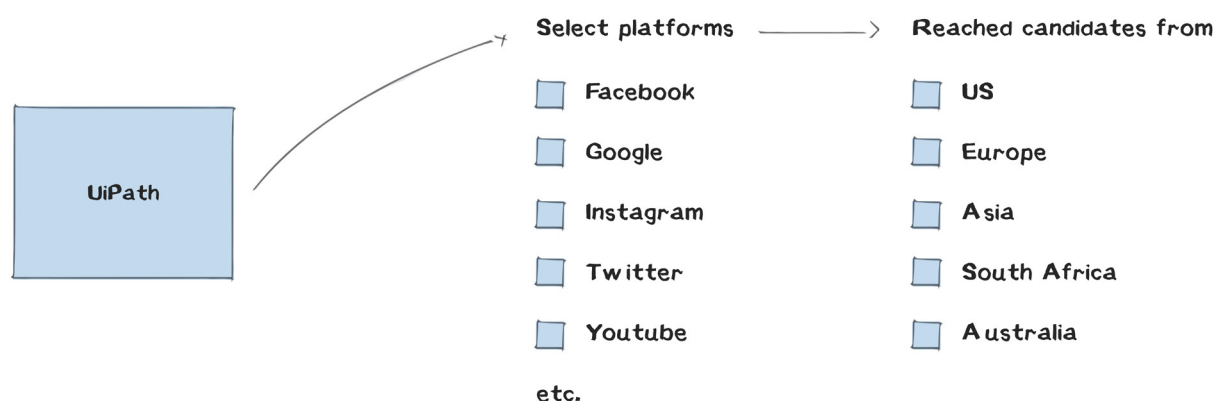 UiPath
Select platforms
Facebook
Google
Instagram
Twitter
Youtube
etc.
Reached candidates from
US
Europe
Asia
South Africa
Australia